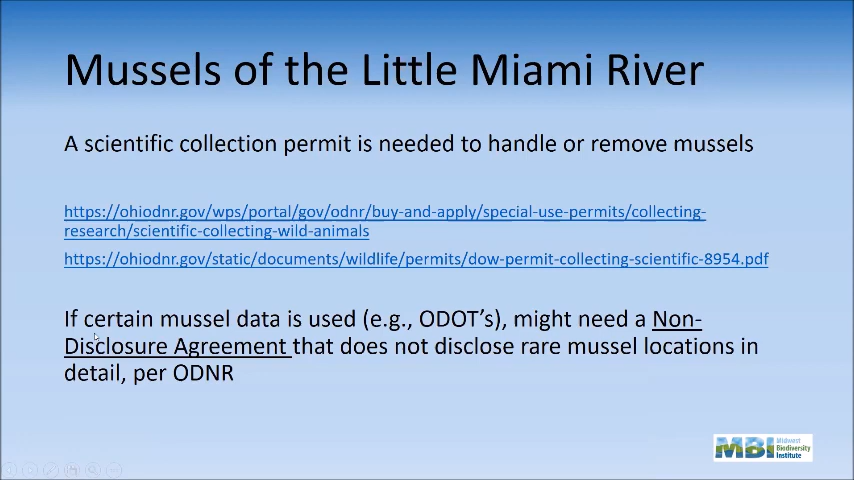 Mussels of the Little Miami River
A scientific collection permit is needed to handle or remove mussels
https://ohiodnr.gov/wps/portal/gov/odnr/buy-and-apply/special-use-permits/collecting-
research/scientific-collecting-wild-animals
https://ohiodnr.gov/static/documents/wildlife/permits/dow-permit-collecting-scientific-8954.pdf
If certain mussel data is used (e.g., ODOT’s), might need a Non-
Disclosure Agreement that does not disclose rare mussel locations in
detail, per ODNR
MBI Midwest
Biodiversity
Institute